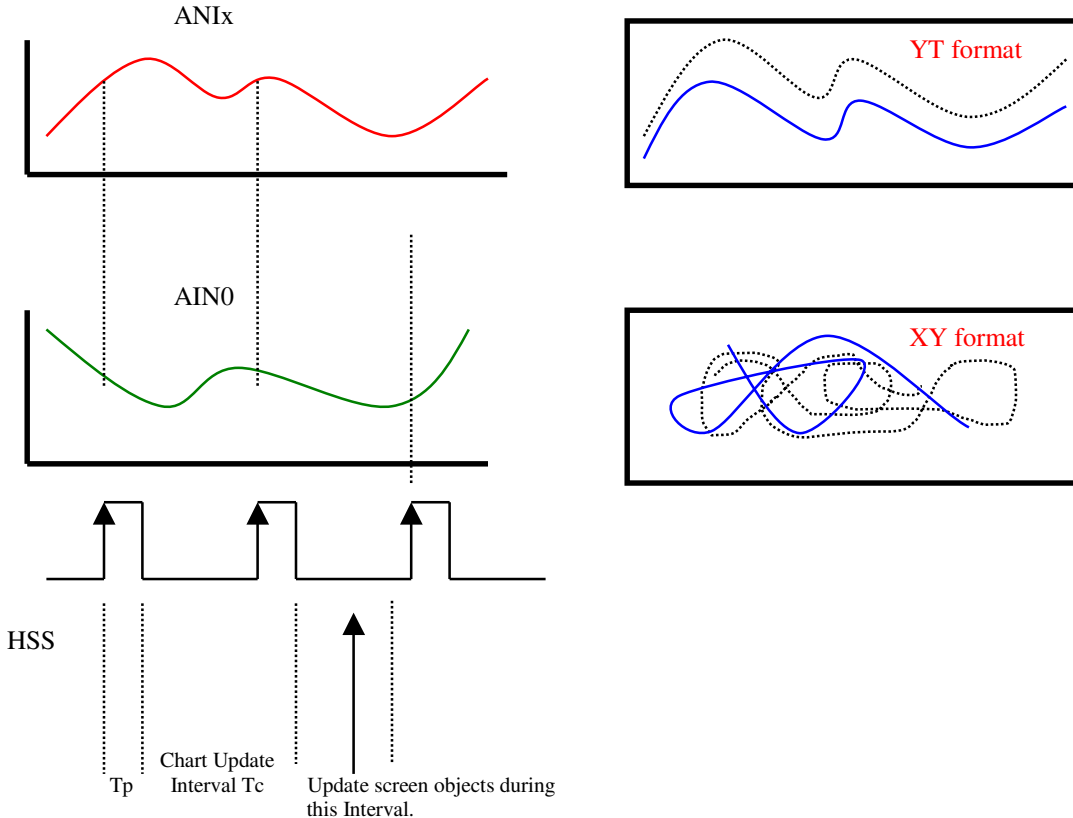 ANIx
YT format
AIN0
XY format
HSS
Tp
Chart Update
Interval Tc
Update screen objects during
this Interval.